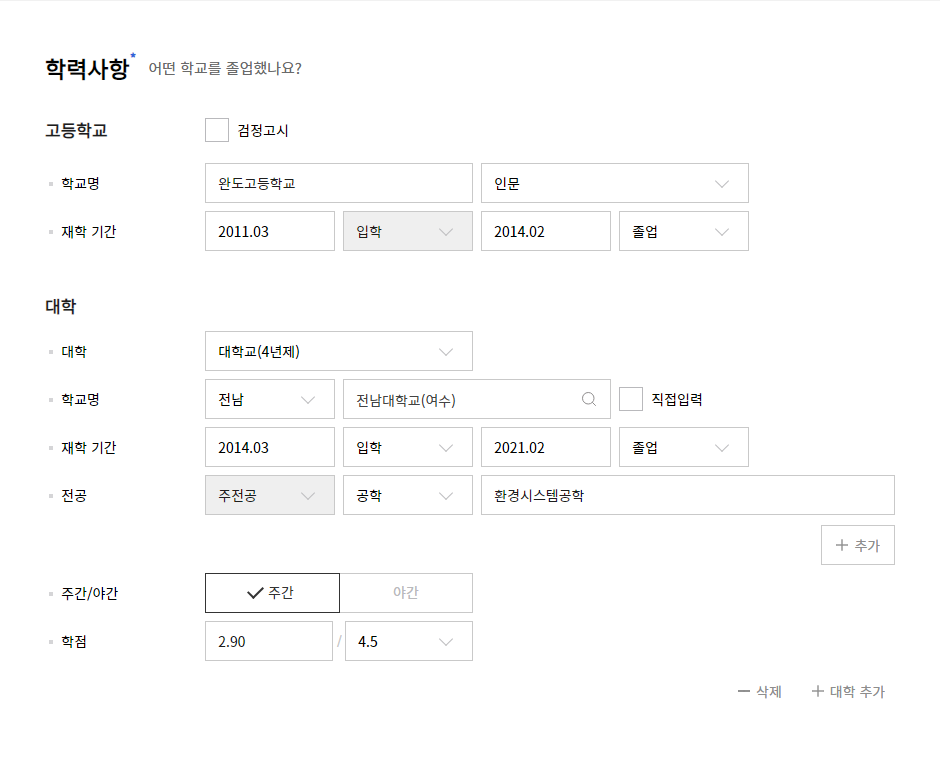 학력사항* 어떤 학교를 졸업했나요?
고등학교 검정고시
학교명 완도고등학교 인문
재학 기간 2011.03 입학 2014.02 졸업
대학
대학 대학교(4년제)
학교명 전남 전남대학교(여수) 직접입력
재학 기간 2014.03 입학 2021.02 졸업
전공 주전공 공학 환경시스템공학
+ 추가
주간/야간 주간 야간
학점 2.90 / 4.5
삭제 + 대학 추가